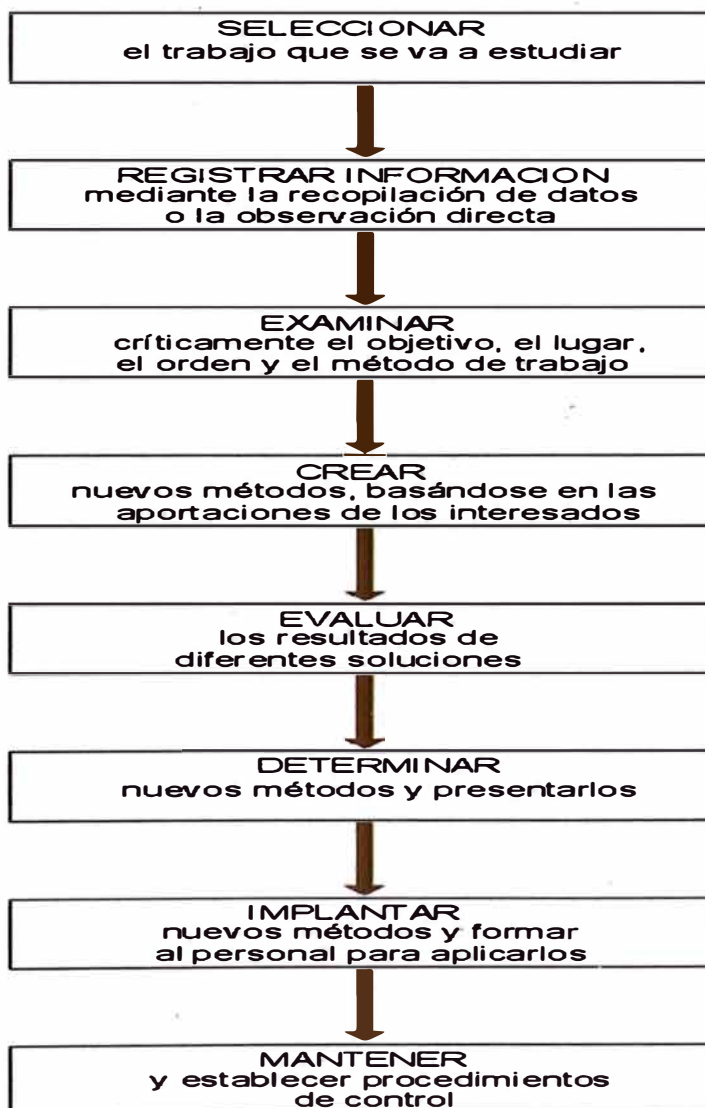 SELECCIONAR
el trabajo que se va a estudiar
REGISTRAR INFORMACION
mediante la recopilación de datos
o la observación directa
EXAMINAR
críticamente el objetivo, el lugar,
el orden y el método de trabajo
CREAR
nuevos métodos, basándose en las
aportaciones de los interesados
EVALUAR
los resultados de
diferentes soluciones
DETERMINAR
nuevos métodos y presentarlos
IMPLANTAR
nuevos métodos y formar
al personal para aplicarlos
MANTENER
y establecer procedimientos
de control